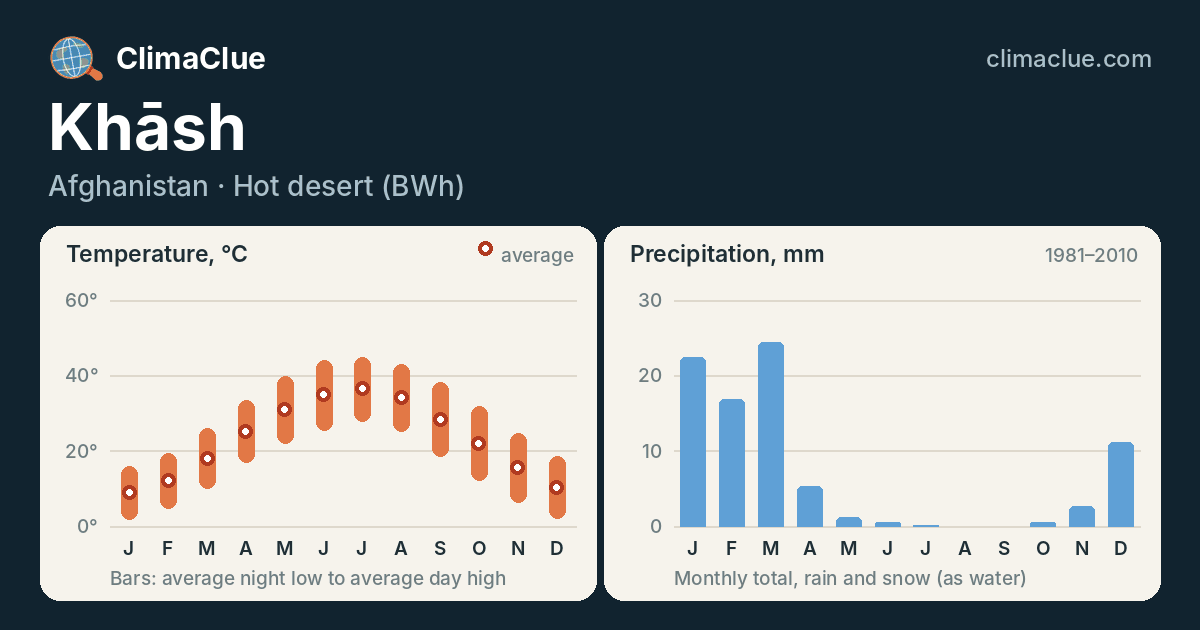 ClimaClue
climaclue.com
Khāsh
Afghanistan · Hot desert (BWh)
Temperature, °C
average
60°
40°
20°
0°
J F M A M J J A S O N D
Bars: average night low to average day high
Precipitation, mm
1981–2010
30
20
10
0
J F M A M J J A S O N D
Monthly total, rain and snow (as water)